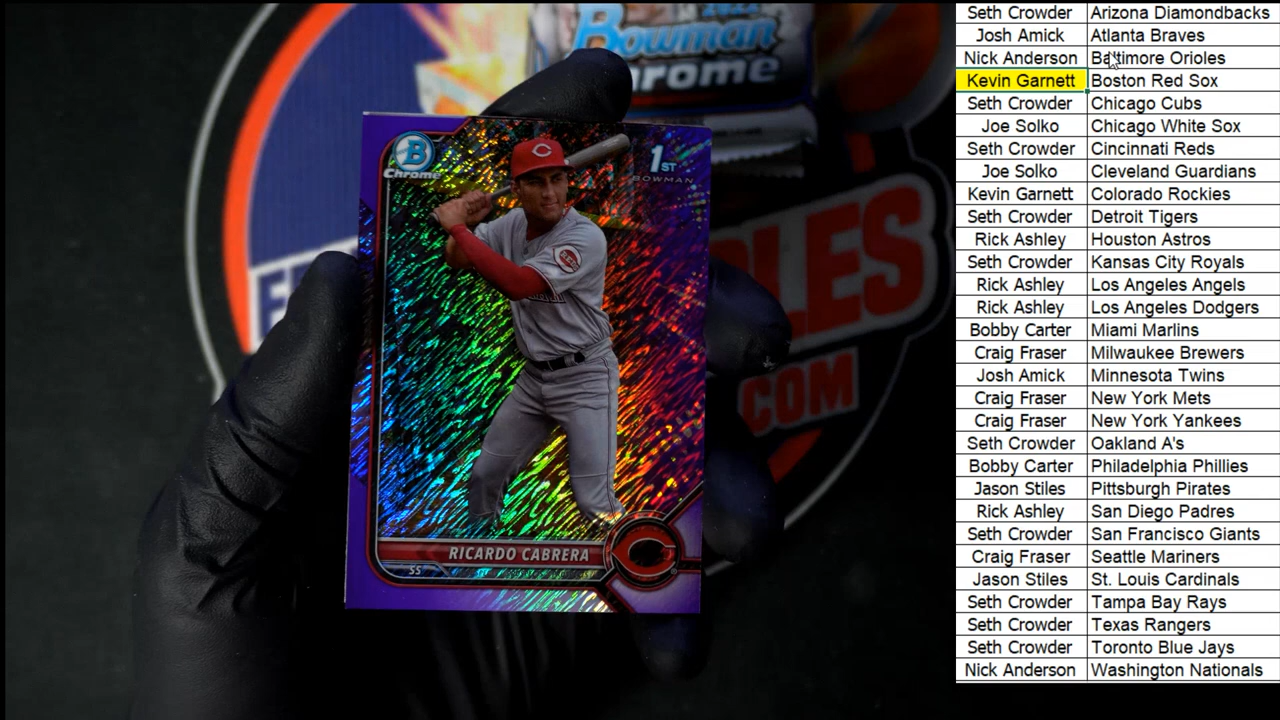 2022
Bowman
Chrome
B
Chrome
1ST
BOWMAN
REDS
LES
COM
RICARDO CABRERA
SS
Seth Crowder Arizona Diamondbacks
Josh Amick Atlanta Braves
Nick Anderson Baltimore Orioles
Kevin Garnett Boston Red Sox
Seth Crowder Chicago Cubs
Joe Solko Chicago White Sox
Seth Crowder Cincinnati Reds
Joe Solko Cleveland Guardians
Kevin Garnett Colorado Rockies
Seth Crowder Detroit Tigers
Rick Ashley Houston Astros
Seth Crowder Kansas City Royals
Rick Ashley Los Angeles Angels
Rick Ashley Los Angeles Dodgers
Bobby Carter Miami Marlins
Craig Fraser Milwaukee Brewers
Josh Amick Minnesota Twins
Craig Fraser New York Mets
Craig Fraser New York Yankees
Seth Crowder Oakland A's
Bobby Carter Philadelphia Phillies
Jason Stiles Pittsburgh Pirates
Rick Ashley San Diego Padres
Seth Crowder San Francisco Giants
Craig Fraser Seattle Mariners
Jason Stiles St. Louis Cardinals
Seth Crowder Tampa Bay Rays
Seth Crowder Texas Rangers
Seth Crowder Toronto Blue Jays
Nick Anderson Washington Nationals